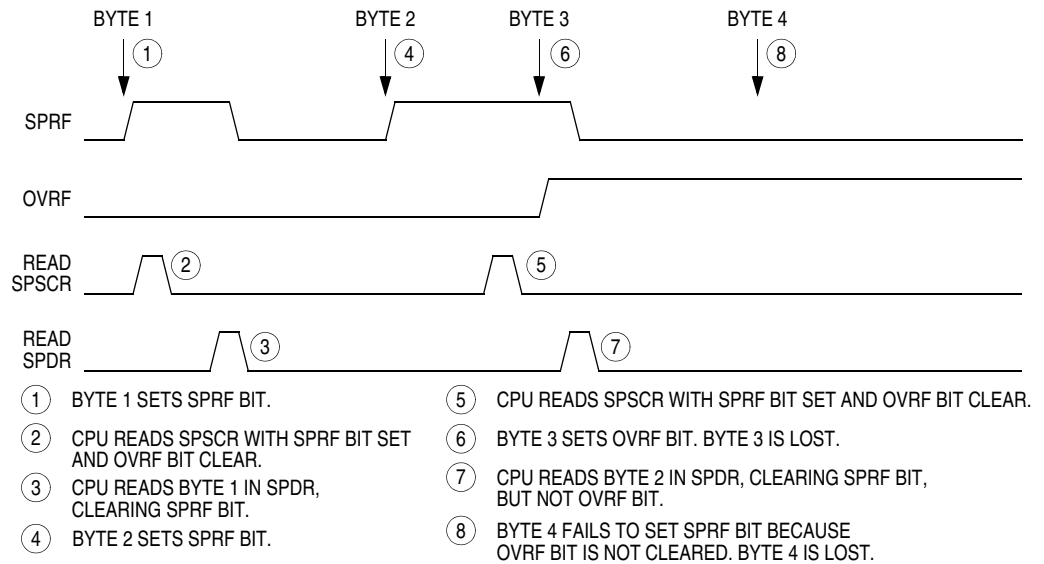 BYTE 1 BYTE 2 BYTE 3 BYTE 4
1 4 6 8
SPRF
OVRF
READ
SPSCR
2 5
READ
SPDR
3 7
1 BYTE 1 SETS SPRF BIT.
2 CPU READS SPSCR WITH SPRF BIT SET
AND OVRF BIT CLEAR.
3 CPU READS BYTE 1 IN SPDR,
CLEARING SPRF BIT.
4 BYTE 2 SETS SPRF BIT.
5 CPU READS SPSCR WITH SPRF BIT SET AND OVRF BIT CLEAR.
6 BYTE 3 SETS OVRF BIT. BYTE 3 IS LOST.
7 CPU READS BYTE 2 IN SPDR, CLEARING SPRF BIT,
BUT NOT OVRF BIT.
8 BYTE 4 FAILS TO SET SPRF BIT BECAUSE
OVRF BIT IS NOT CLEARED. BYTE 4 IS LOST.